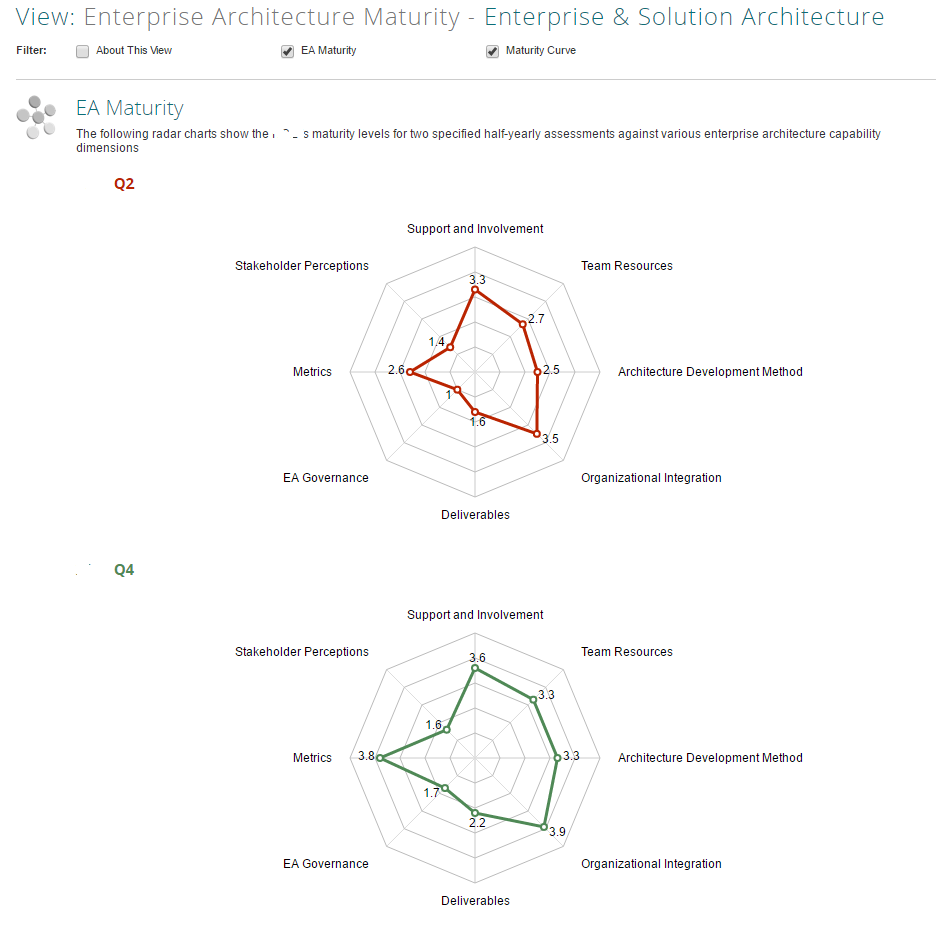 View: Enterprise Architecture Maturity - Enterprise & Solution Architecture
Filter: About This View EA Maturity Maturity Curve
EA Maturity
The following radar charts show the s maturity levels for two specified half-yearly assessments against various enterprise architecture capability
dimensions
Q2
Support and Involvement
Stakeholder Perceptions Team Resources
3.3
2.7
1.4
Metrics 2.6 2.5 Architecture Development Method
1
1.6
3.5
EA Governance Organizational Integration
Deliverables
Q4
Support and Involvement
Stakeholder Perceptions Team Resources
3.6
3.3
1.6
Metrics 3.8 3.3 Architecture Development Method
1.7
2.2
3.9
EA Governance Organizational Integration
Deliverables